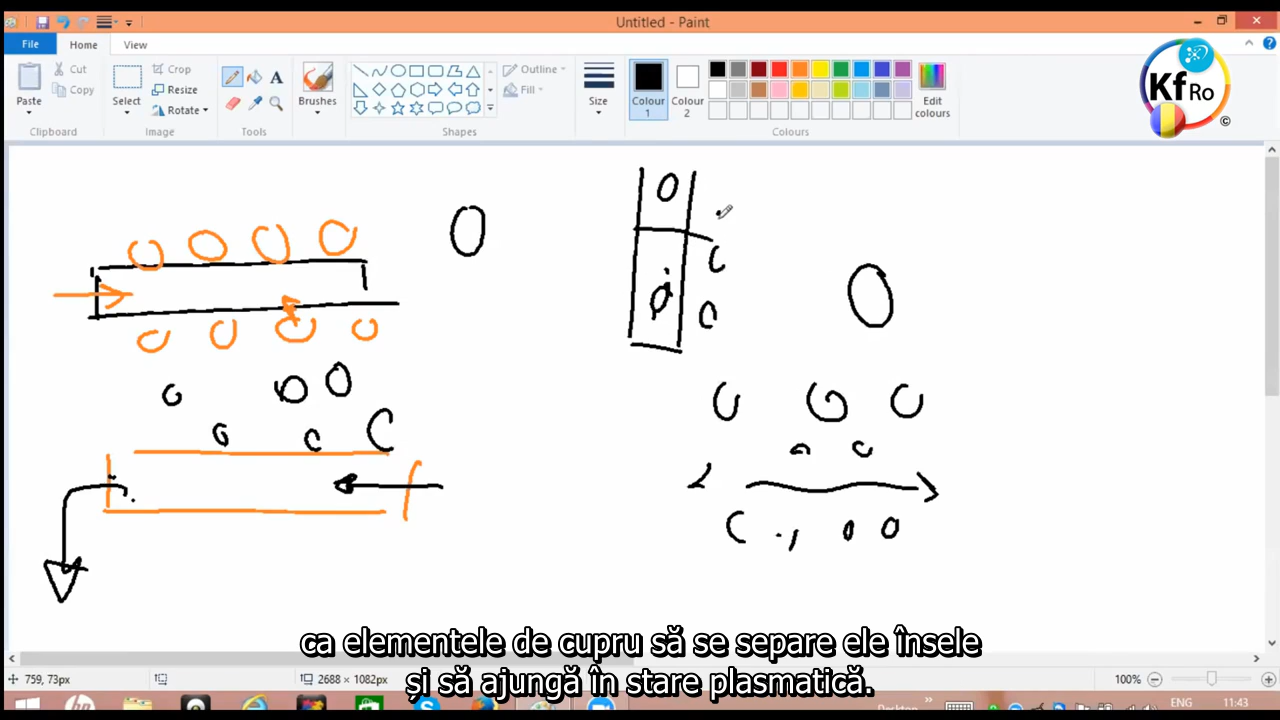 Untitled - Paint
File
Home
View
Paste
Cut
Copy
Clipboard
Select
Crop
Resize
Rotate
Image
A
Tools
Brushes
Shapes
Outline
Fill
Size
Colour 1
Colour 2
Edit colours
Colours
Kf Ro
©
ca elementele de cupru să se separe ele însele
și să ajungă în stare plasmatică.
759, 73px
2688 × 1082px
100%
Desktop
ENG
11:43